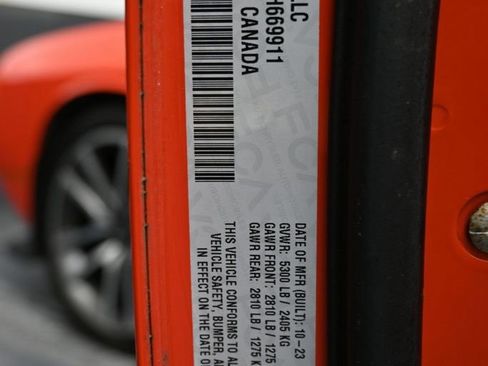 LLC
H669911
CANADA
DATE OF MFR (BUILT): 10-23
GVWR: 5300 LB/ 2405 KG
GAWR FRONT: 2810 LB/ 1275
GAWR REAR: 2810 LB/ 1275 K
THIS VEHICLE CONFORMS TO AL
VEHICLE SAFETY, BUMPER, A
IN EFFECT ON THE DATE O